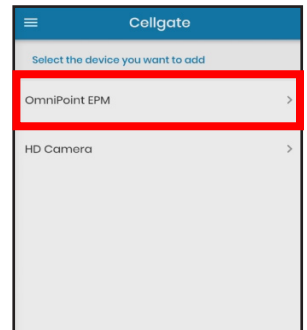 Cellgate
Select the device you want to add
OmniPoint EPM
HD Camera